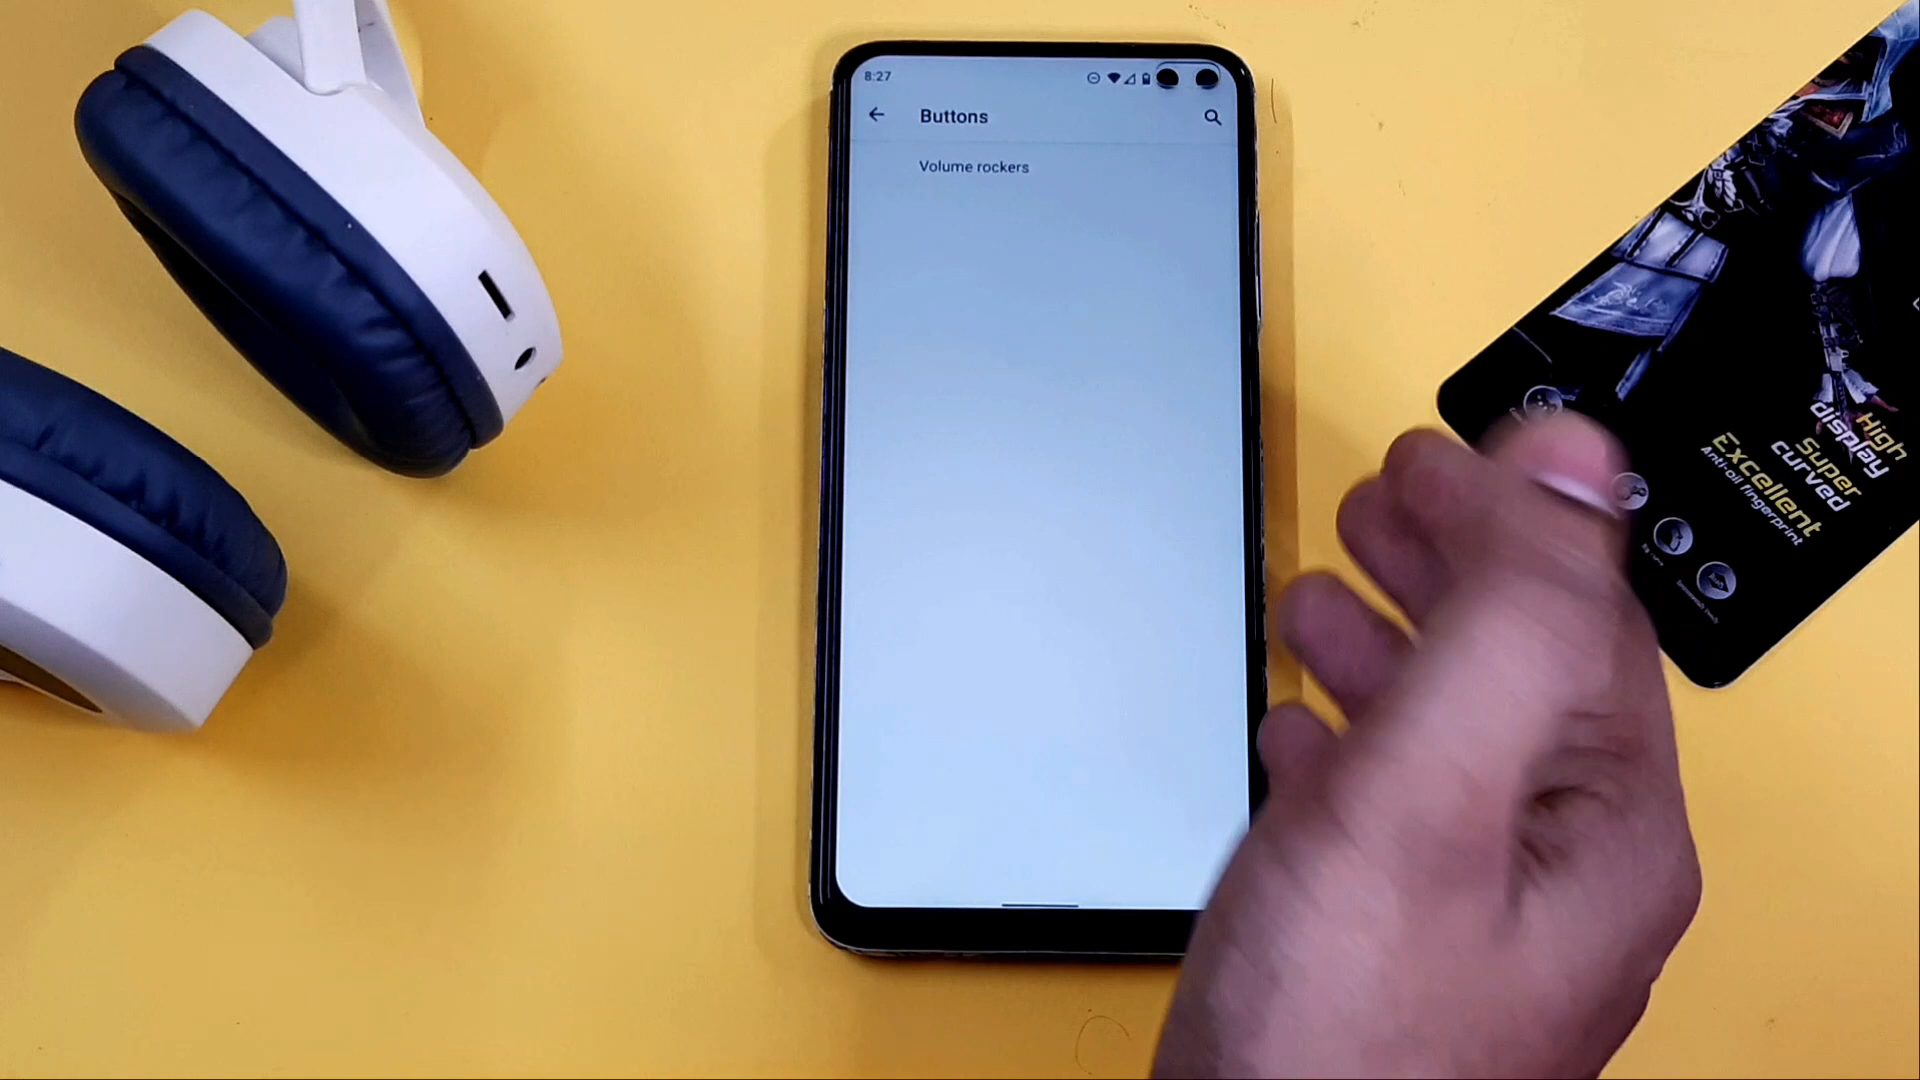 8:27
Buttons
Volume rockers
High
display
Super
curved
Excellent
Anti-oil fingerprint